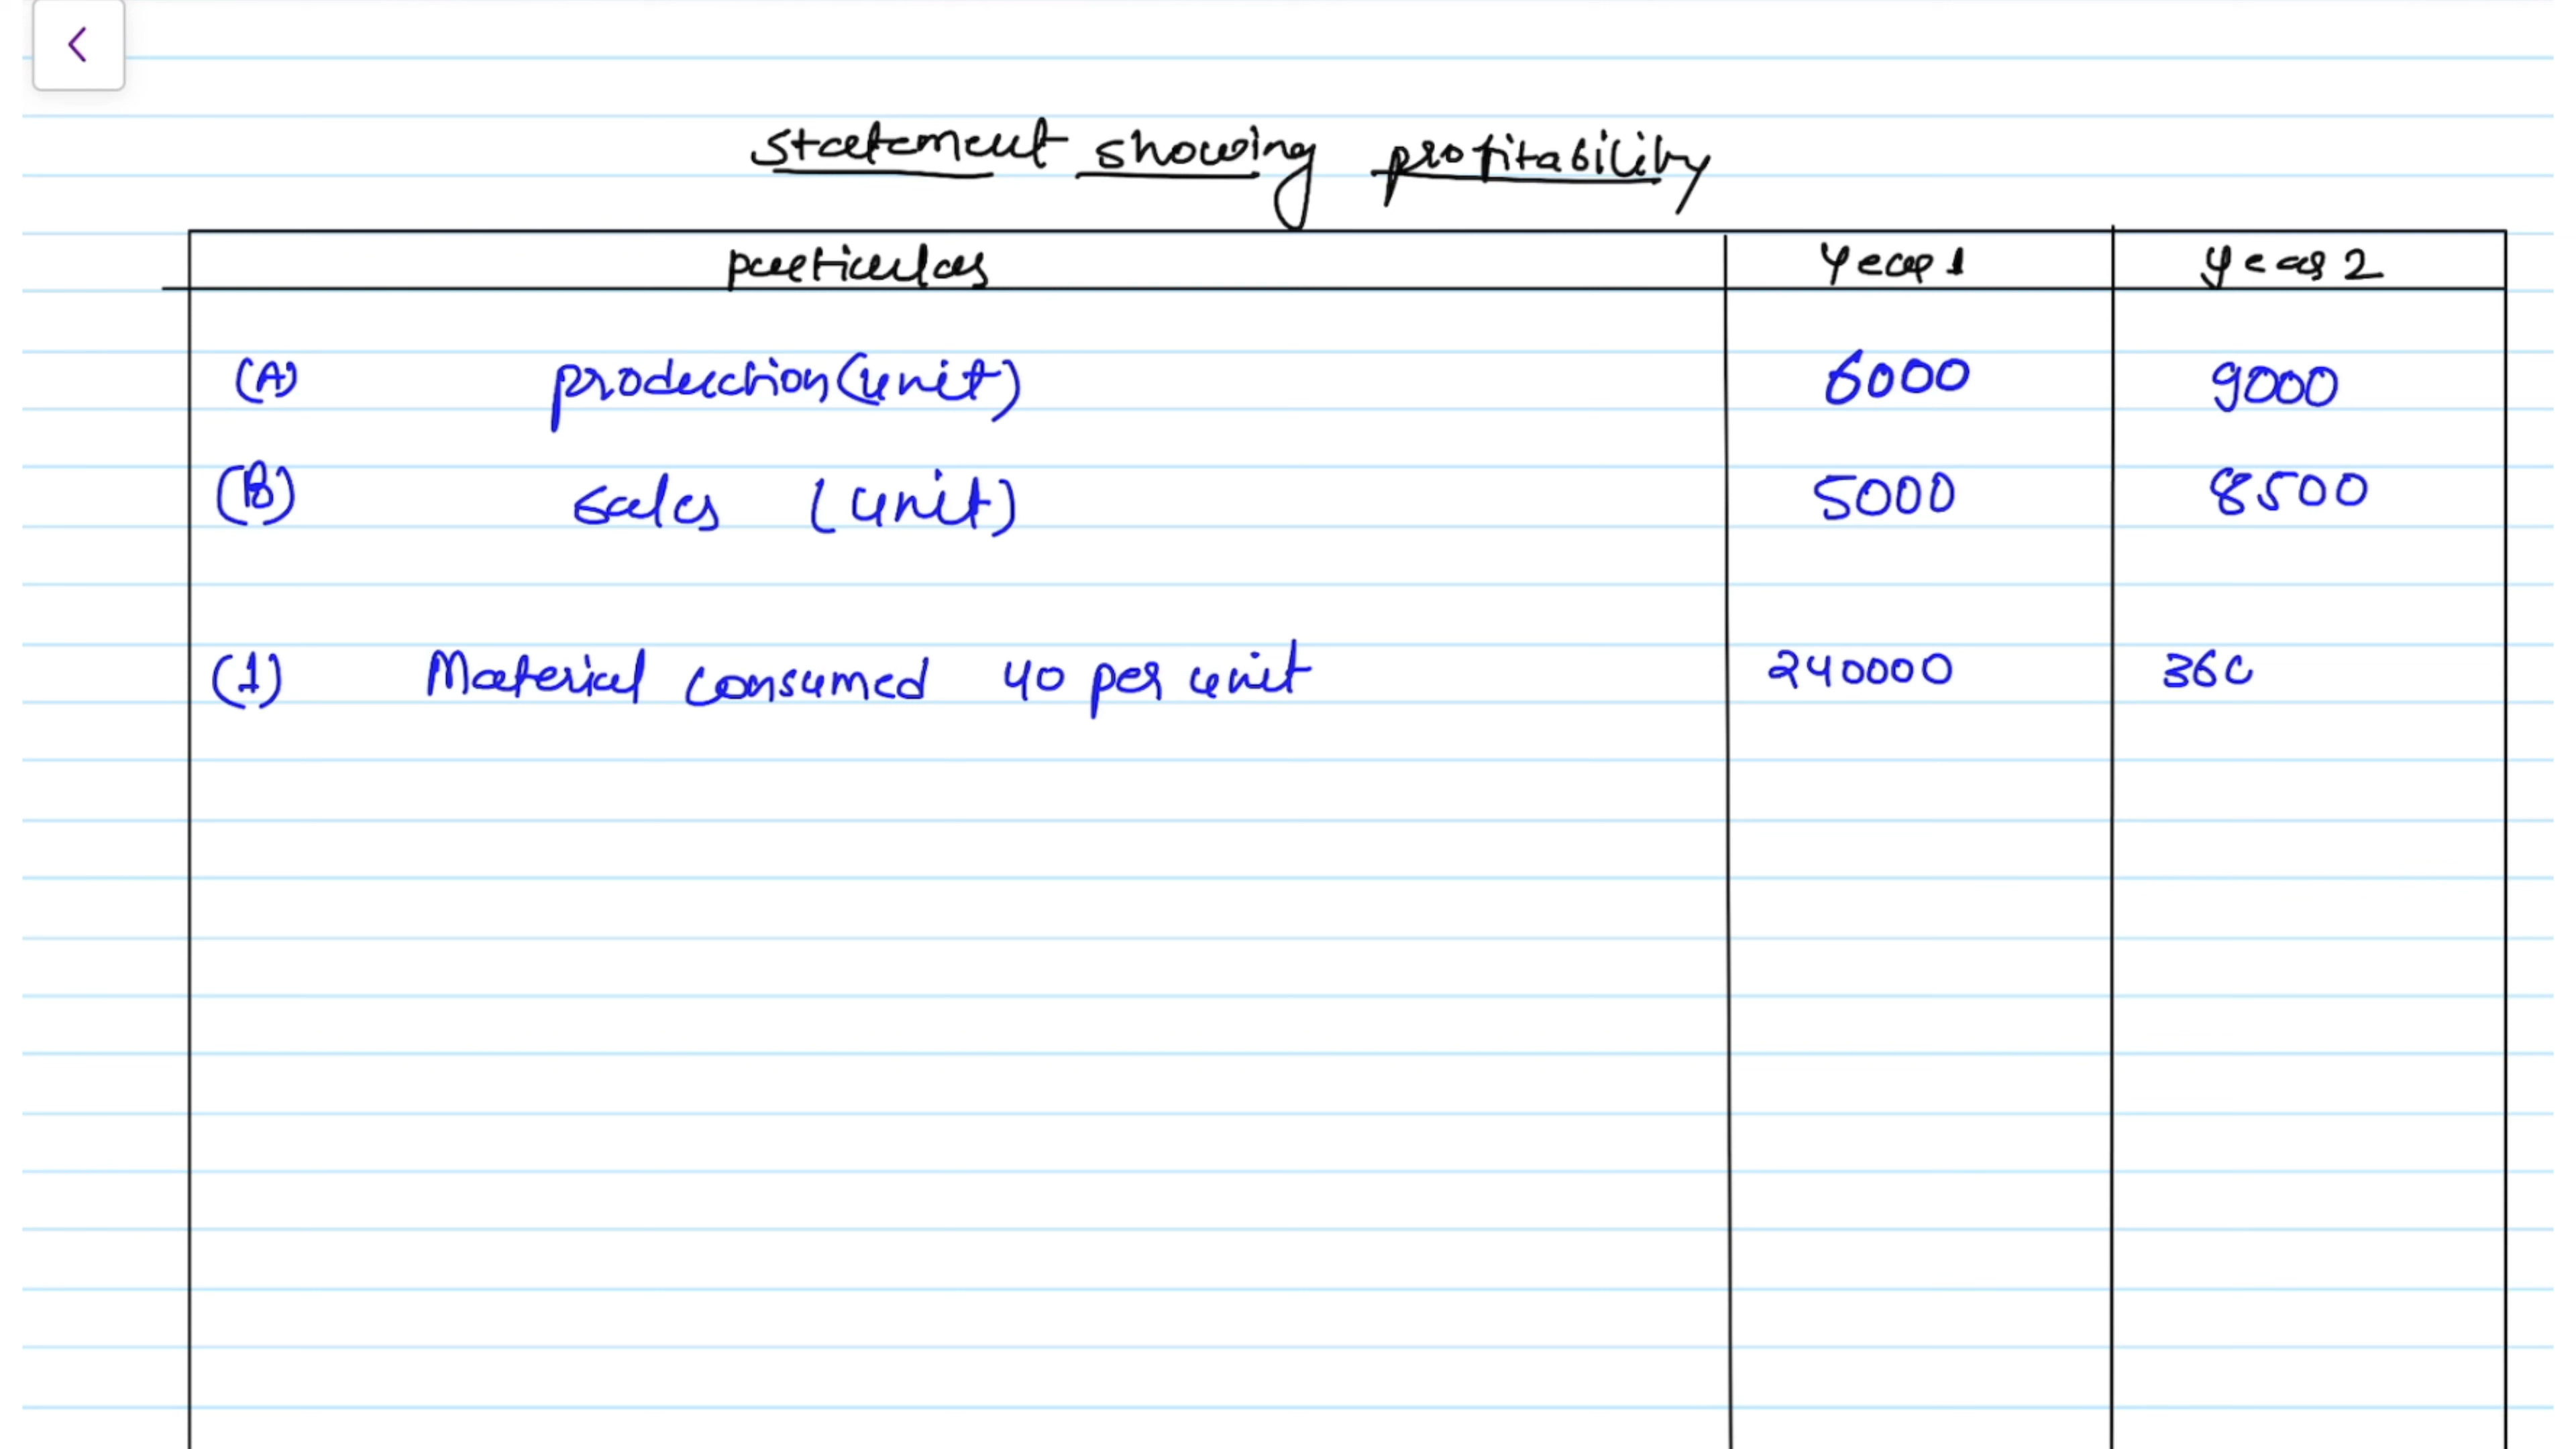 Statement showing profitability
particulars Year 1 Year 2
(A) production (unit) 6000 9000
(B) sales (unit) 5000 8500
(1) Material consumed 40 per unit 240000 360